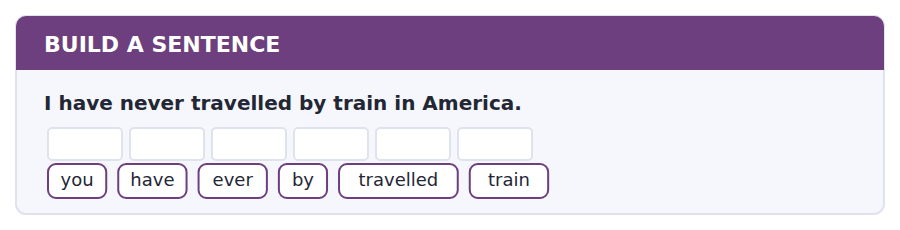 BUILD A SENTENCE
I have never travelled by train in America.
you have ever by travelled train